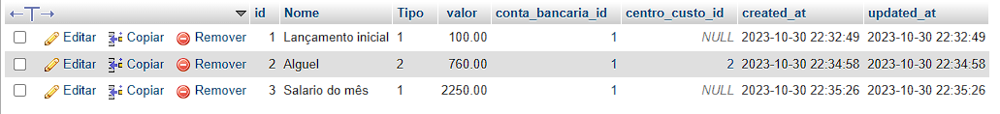 id Nome Tipo valor conta_bancaria_id centro_custo_id created_at updated_at
Editar Copiar Remover 1 Lançamento inicial 1 100.00 1 NULL 2023-10-30 22:32:49 2023-10-30 22:32:49
Editar Copiar Remover 2 Alguel 2 760.00 1 2 2023-10-30 22:34:58 2023-10-30 22:34:58
Editar Copiar Remover 3 Salario do mês 1 2250.00 1 NULL 2023-10-30 22:35:26 2023-10-30 22:35:26